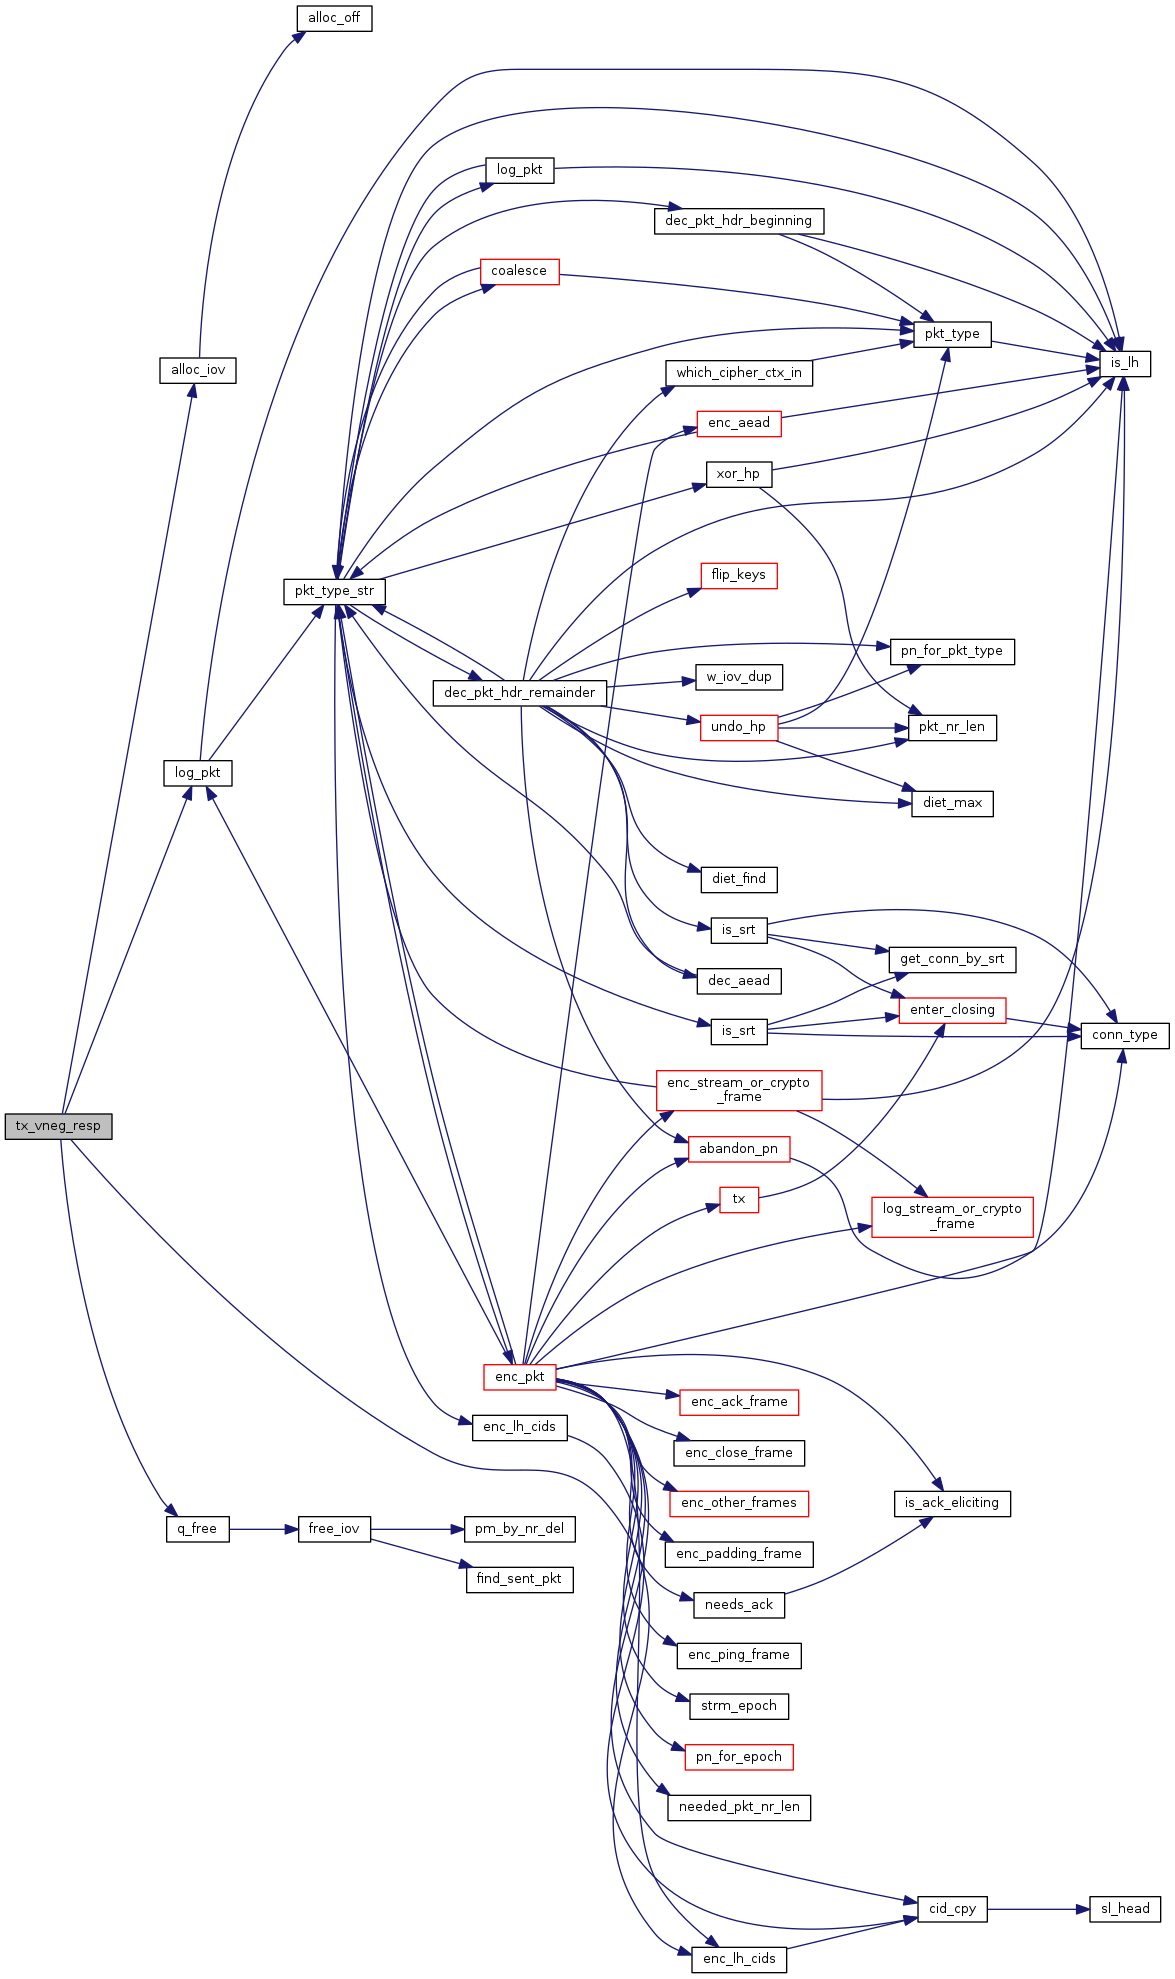 alloc_off
log_pkt
dec_pkt_hdr_beginning
coalesce
pkt_type
is_lh
alloc_iov
which_cipher_ctx_in
enc_aead
xor_hp
flip_keys
pkt_type_str
pn_for_pkt_type
w_iov_dup
dec_pkt_hdr_remainder
undo_hp
pkt_nr_len
log_pkt
diet_max
diet_find
is_srt
get_conn_by_srt
dec_aead
enter_closing
is_srt
conn_type
enc_stream_or_crypto
_frame
tx_vneg_resp
abandon_pn
tx
log_stream_or_crypto
_frame
enc_pkt
enc_ack_frame
enc_lh_cids
enc_close_frame
enc_other_frames
is_ack_eliciting
q_free
free_iov
pm_by_nr_del
enc_padding_frame
find_sent_pkt
needs_ack
enc_ping_frame
strm_epoch
pn_for_epoch
needed_pkt_nr_len
cid_cpy
sl_head
enc_lh_cids